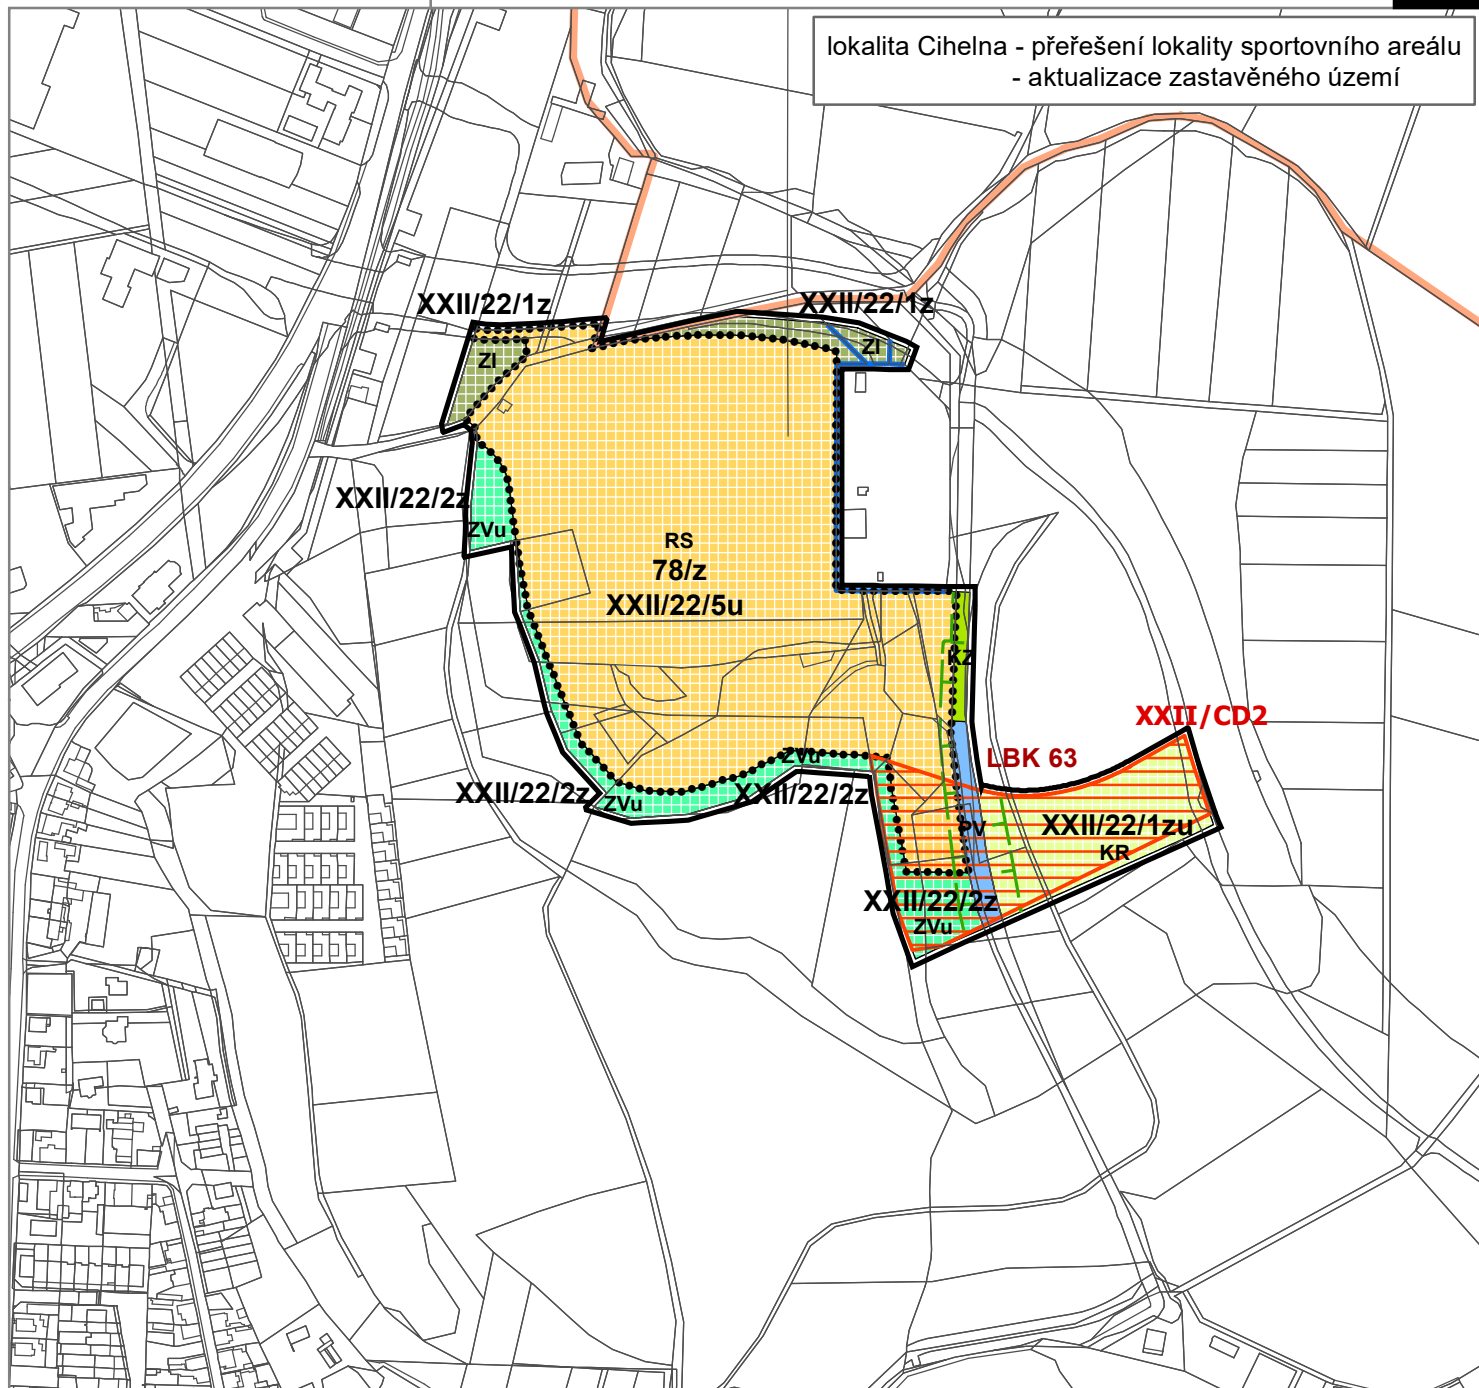 lokalita Cihelna - přeřešení lokality sportovního areálu
- aktualizace zastavěného území
XXII/22/1z
XXII/22/1z
ZI
ZI
XXII/22/2z
ZVu
RS
78/z
XXII/22/5u
KZ
XXII/CD2
LBK 63
ZVu
XXII/22/2z
ZVu
XXII/22/2z
PV
XXII/22/1zu
KR
XXII/22/2z
ZVu